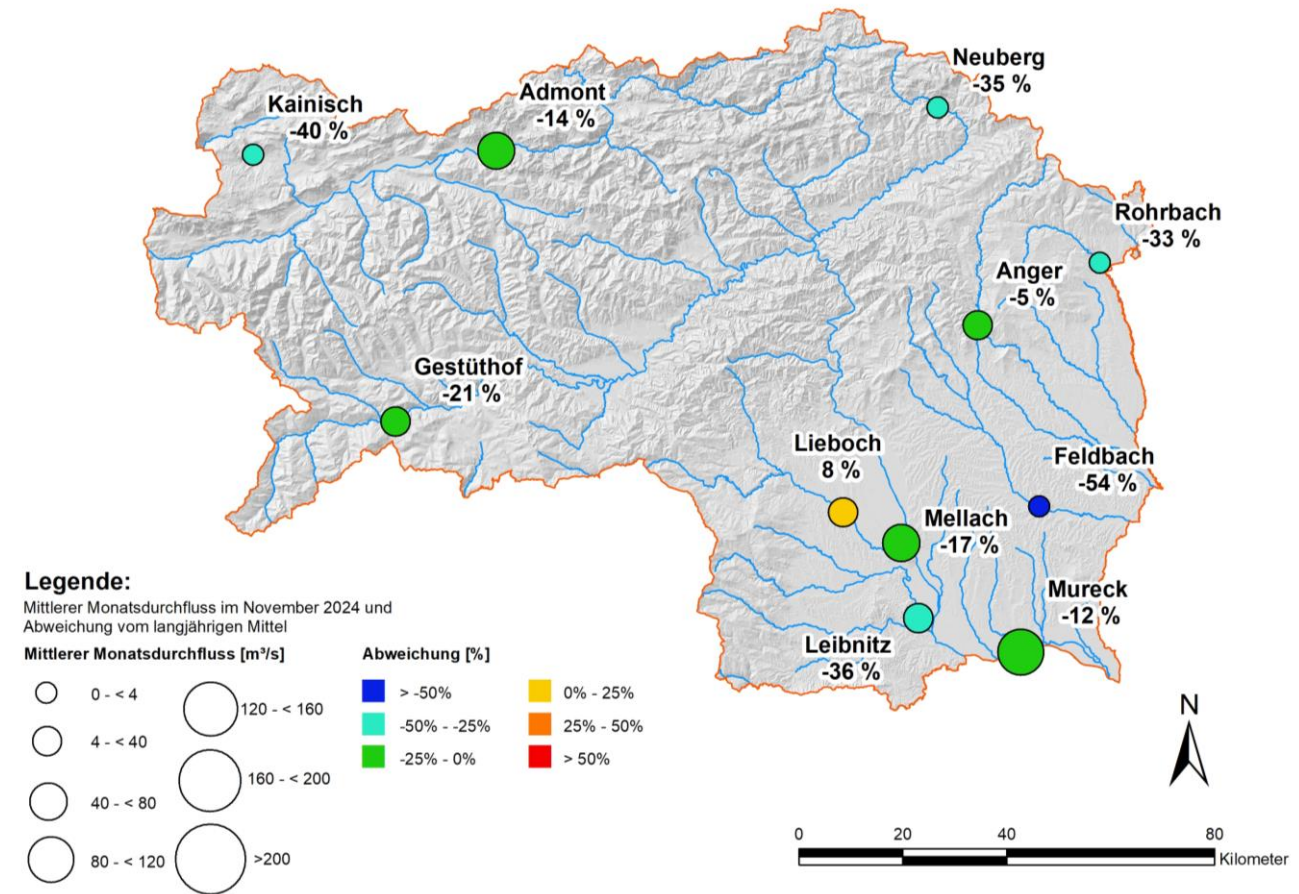 Neuberg
-35 %
Kainisch
-40 %
Admont
-14 %
Rohrbach
-33 %
Anger
-5 %
Gestüthof
-21 %
Lieboch
8 %
Feldbach
-54 %
Mellach
-17 %
Mureck
-12 %
Leibnitz
-36 %
Legende:
Mittlerer Monatsdurchfluss im November 2024 und
Abweichung vom langjährigen Mittel
Mittlerer Monatsdurchfluss [m³/s]
0 - < 4
4 - < 40
40 - < 80
80 - < 120
120 - < 160
160 - < 200
>200
Abweichung [%]
> -50%
-50% - -25%
-25% - 0%
0% - 25%
25% - 50%
> 50%
N
0 20 40 80
Kilometer